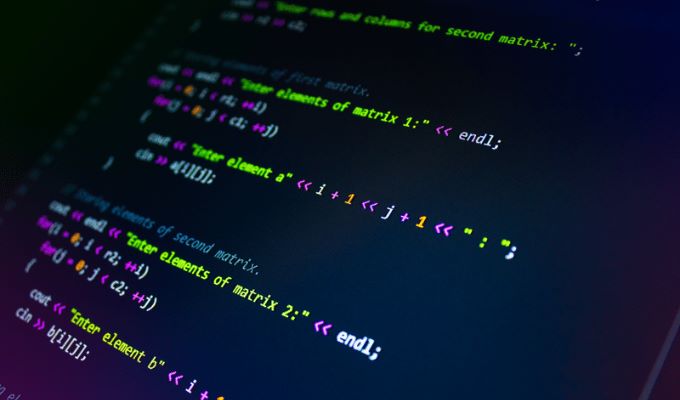 cout << "Enter rows and columns for second matrix: ";
cin >> r2 >> c2;
}
// Storing elements of first matrix.
cout << endl << "Enter elements of matrix 1:" << endl;
for(i = 0; i < r1; ++i)
for(j = 0; j < c1; ++j)
{
cout << "Enter element a" << i + 1 << j + 1 << " : ";
cin >> a[i][j];
}
// Storing elements of second matrix.
cout << endl << "Enter elements of matrix 2:" << endl;
for(i = 0; i < r2; ++i)
for(j = 0; j < c2; ++j)
{
cout << "Enter element b" << i +
cin >> b[i][j];